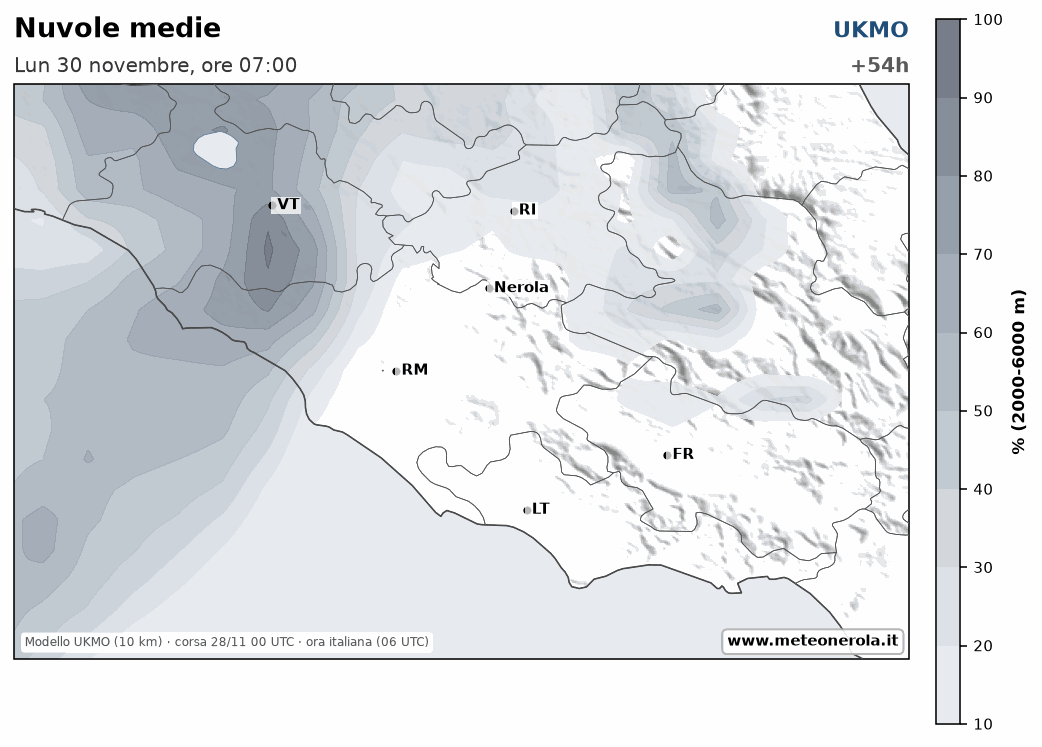 Nuvole medie
UKMO
Lun 30 novembre, ore 07:00
+54h
100
90
80
70
60
50
40
30
20
10
% (2000-6000 m)
VT
RI
Nerola
RM
FR
LT
Modello UKMO (10 km) · corsa 28/11 00 UTC · ora italiana (06 UTC)
www.meteonerola.it